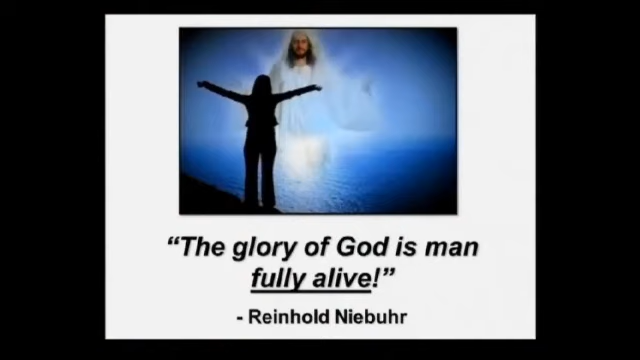 “The glory of God is man
fully alive!”
- Reinhold Niebuhr